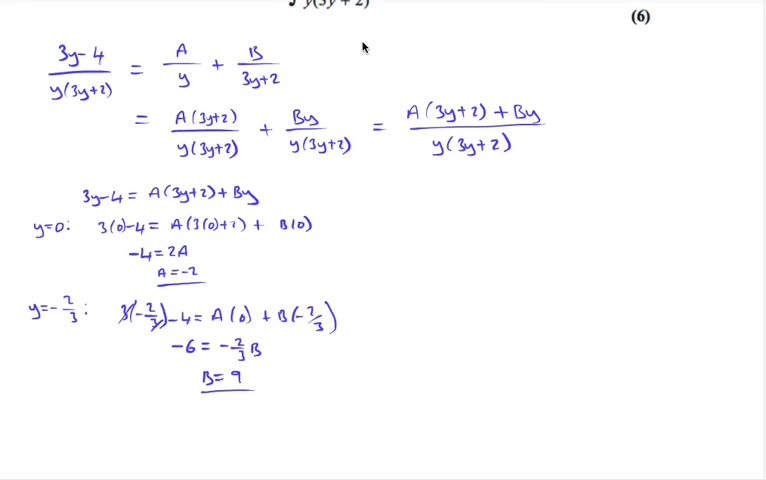 y(3y + 2)
(6)
3y-4/y(3y+2) = A/y + B/3y+2
= A(3y+2)/y(3y+2) + By/y(3y+2) = A(3y+2)+By/y(3y+2)
3y-4 = A(3y+2)+By
y=0: 3(0)-4 = A(3(0)+2) + B(0)
-4=2A
A=-2
y=-2/3: 3(-2/3)-4 = A(0) + B(-2/3)
-6 = -2/3 B
B= 9